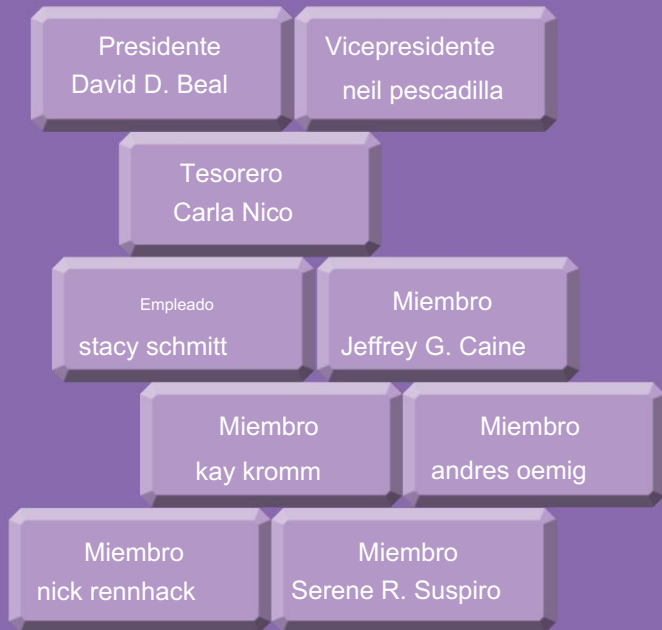 Presidente
David D. Beal
Vicepresidente
neil pescadilla
Tesorero
Carla Nico
Empleado
stacy schmitt
Miembro
Jeffrey G. Caine
Miembro
kay kromm
Miembro
andres oemig
Miembro
nick rennhack
Miembro
Serene R. Suspiro